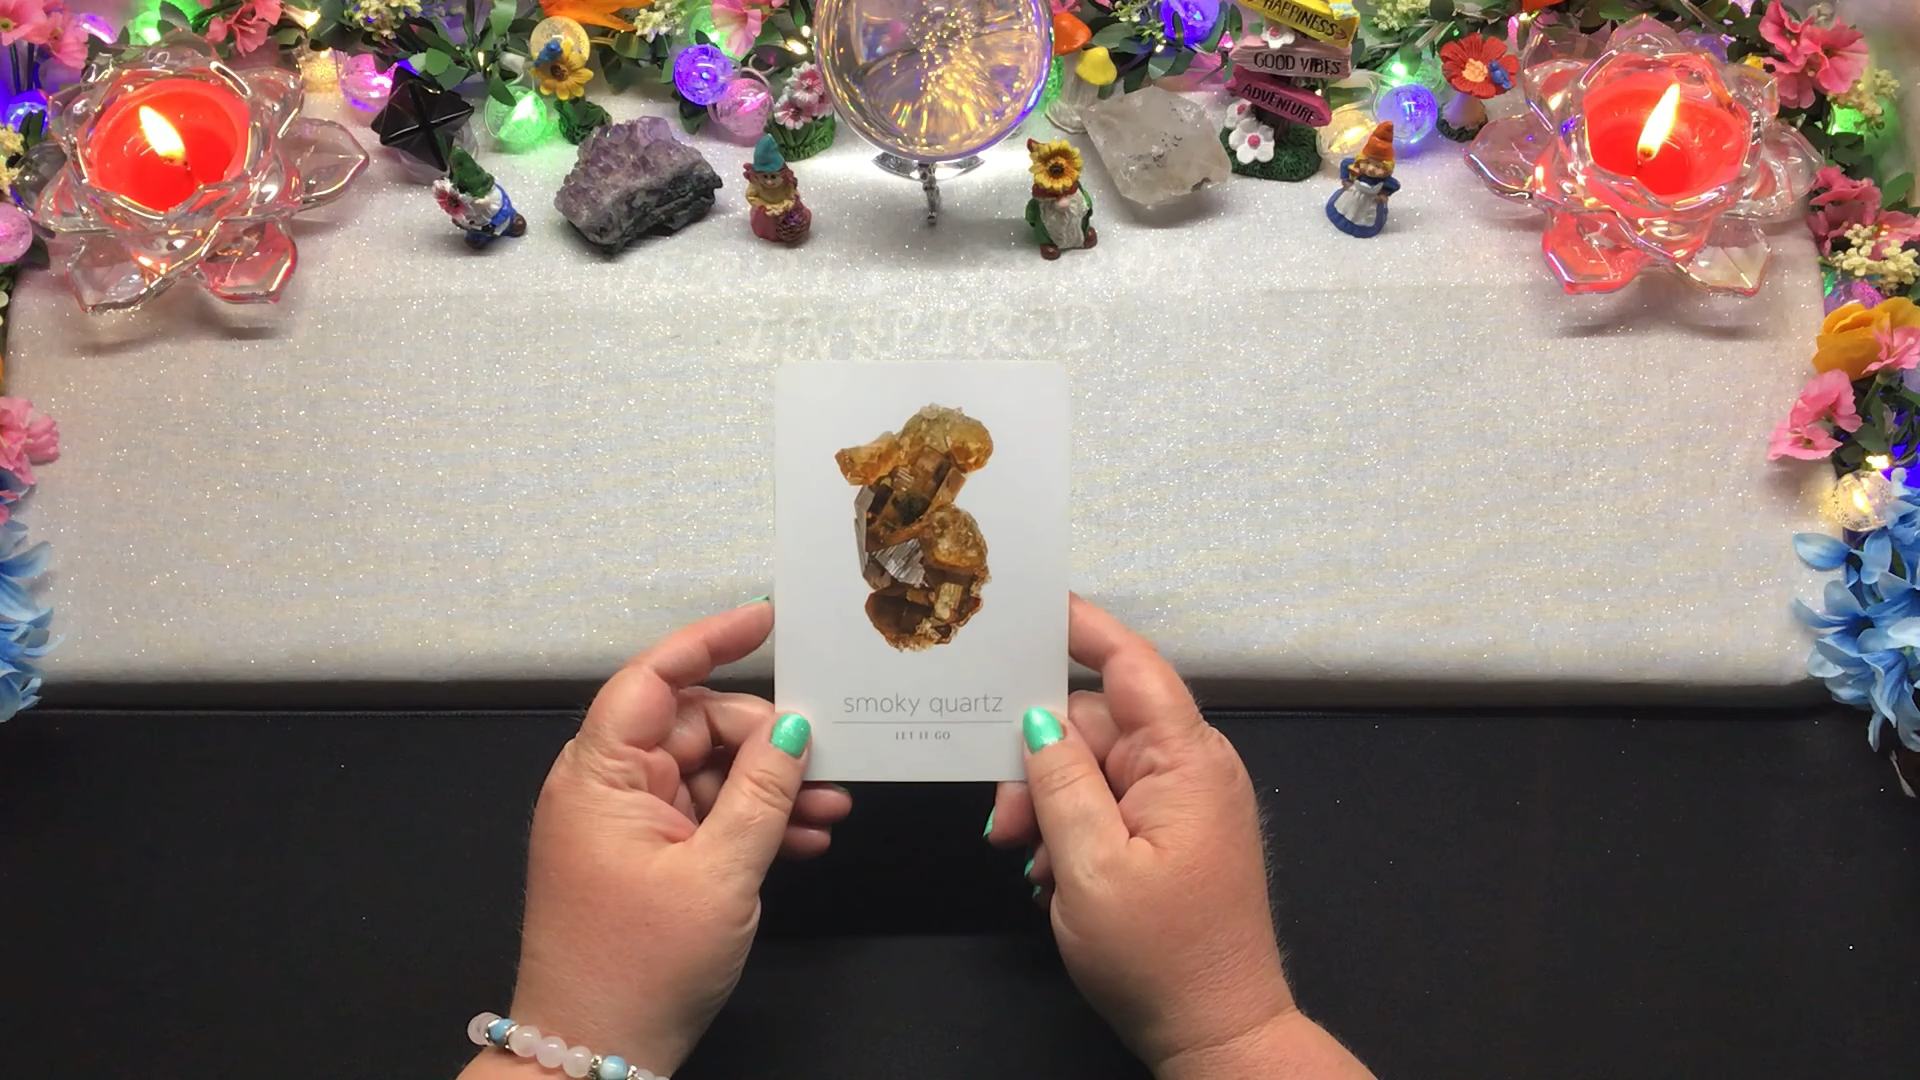 HAPPINESS
GOOD VIBES
ADVENTURE
smoky quartz
LET IT GO